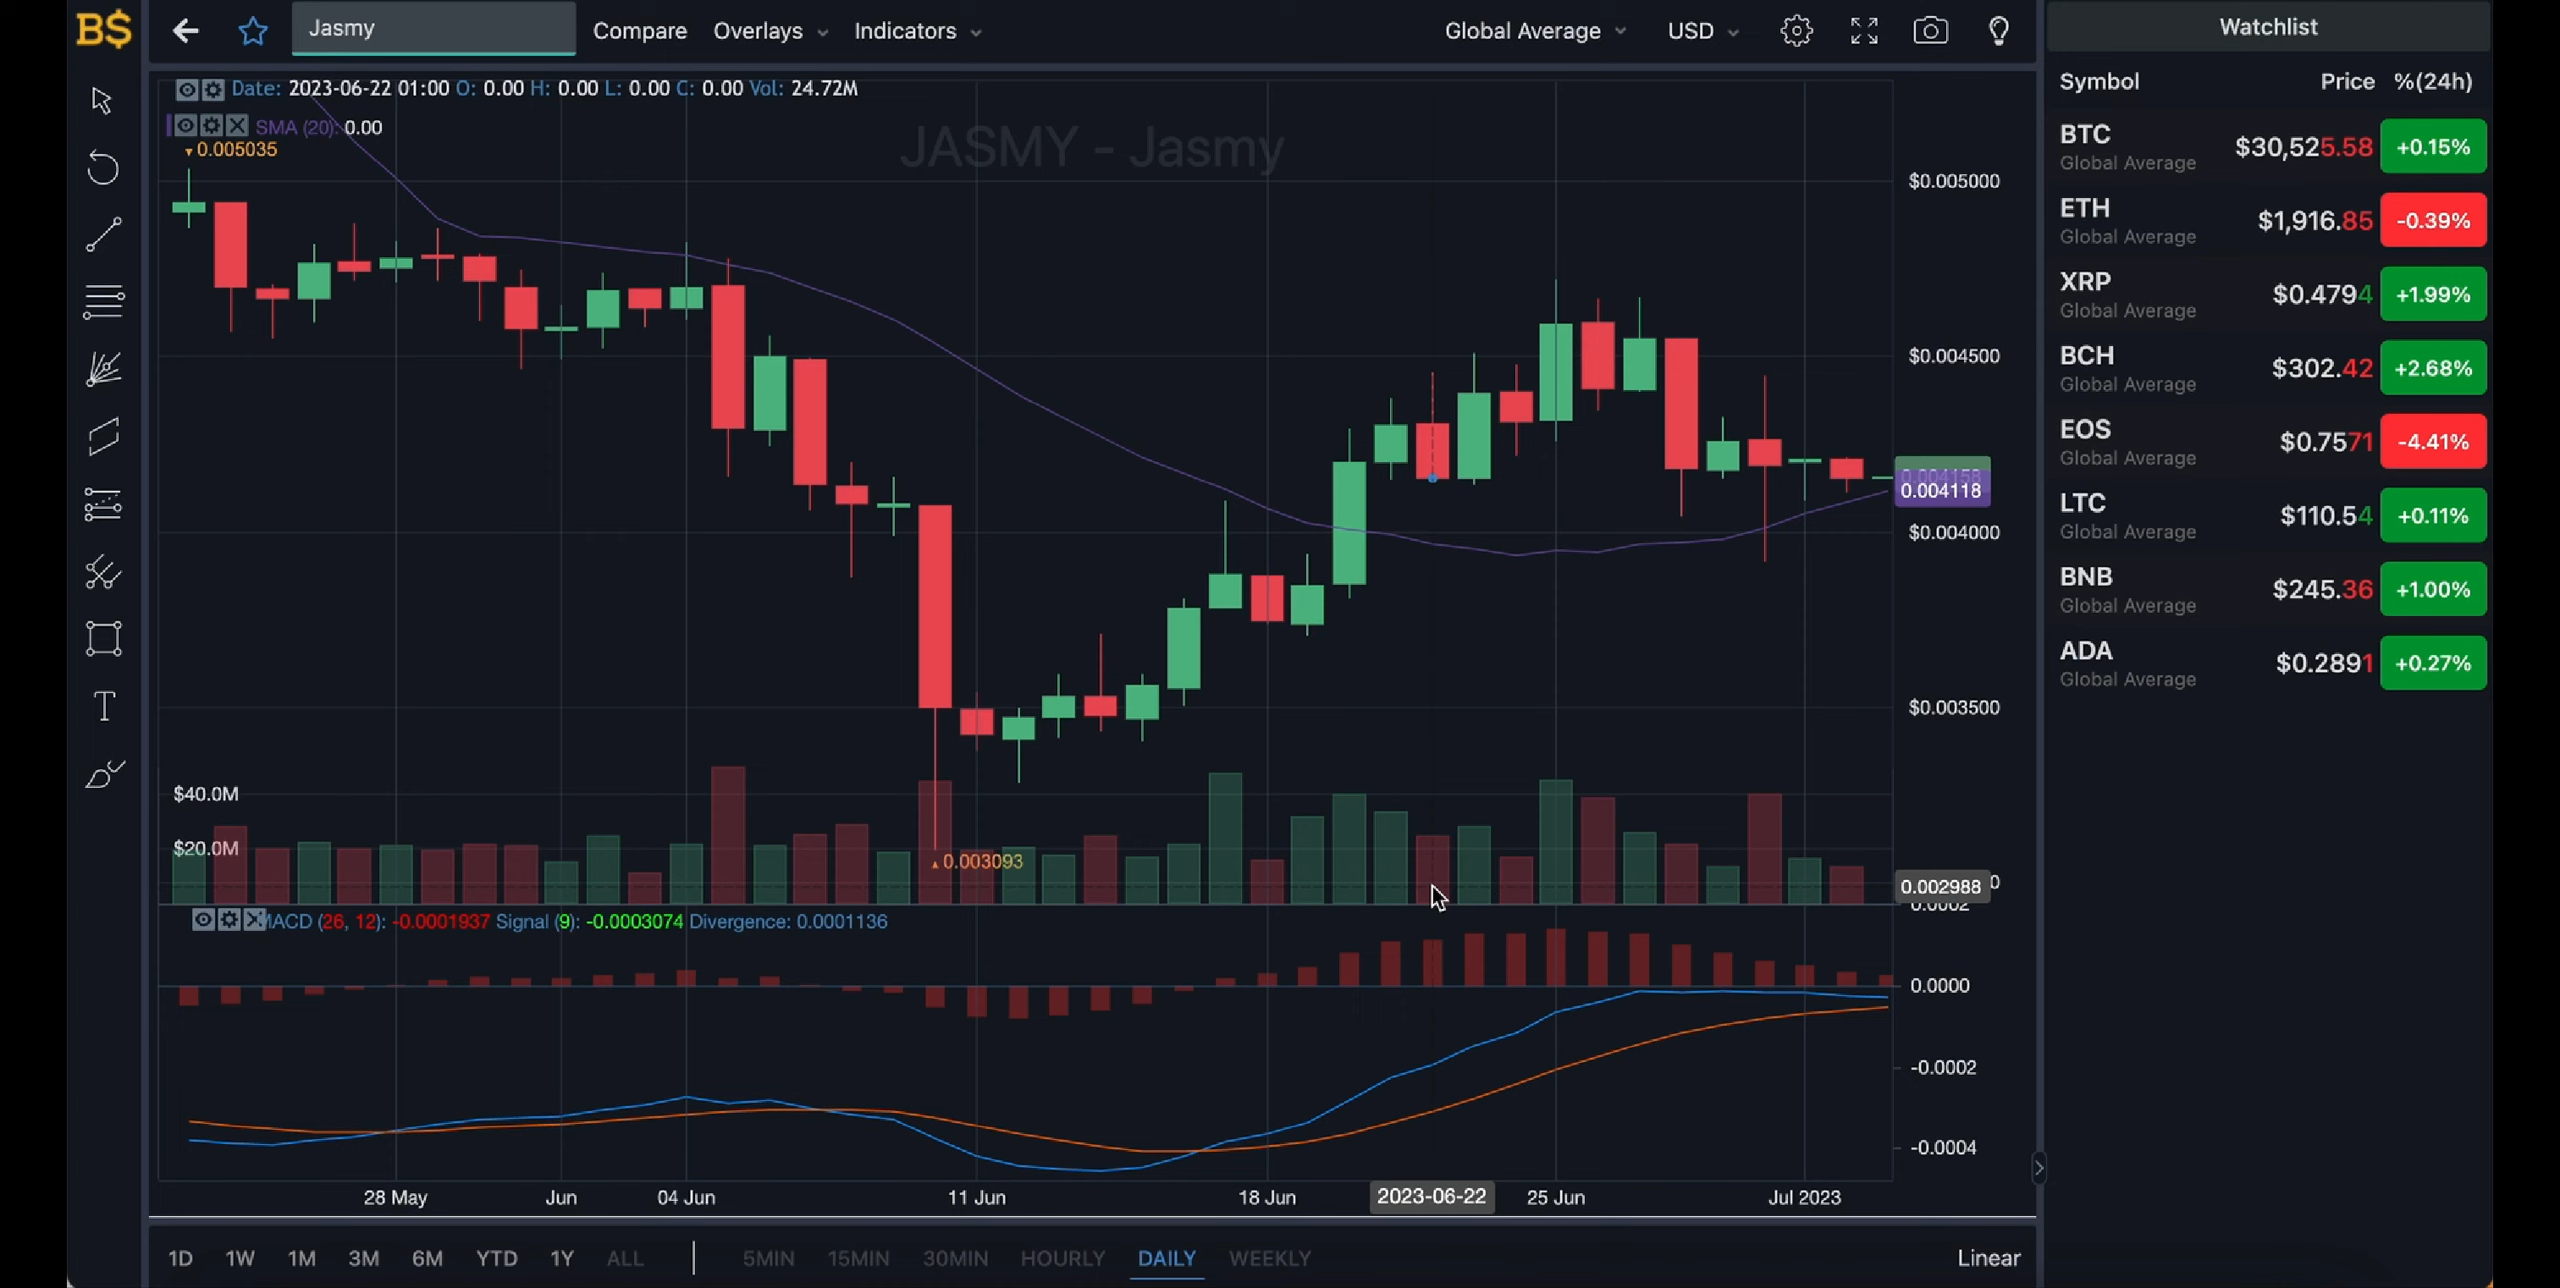 B$ Jasmy Compare Overlays Indicators Global Average USD Watchlist
Date: 2023-06-22 01:00 O: 0.00 H: 0.00 L: 0.00 C: 0.00 Vol: 24.72M
SMA (20): 0.00
0.005035
JASMY - Jasmy
$0.005000
$0.004500
0.004158
0.004118
$0.004000
$0.003500
$40.0M
$20.0M
0.003093
0.002988
0.0002
MACD (26, 12): -0.0001937 Signal (9): -0.0003074 Divergence: 0.0001136
0.0000
-0.0002
-0.0004
28 May Jun 04 Jun 11 Jun 18 Jun 2023-06-22 25 Jun Jul 2023
1D 1W 1M 3M 6M YTD 1Y ALL 5MIN 15MIN 30MIN HOURLY DAILY WEEKLY Linear
Symbol Price %(24h)
BTC $30,525.58 +0.15%
Global Average
ETH $1,916.85 -0.39%
Global Average
XRP $0.4794 +1.99%
Global Average
BCH $302.42 +2.68%
Global Average
EOS $0.7571 -4.41%
Global Average
LTC $110.54 +0.11%
Global Average
BNB $245.36 +1.00%
Global Average
ADA $0.2891 +0.27%
Global Average